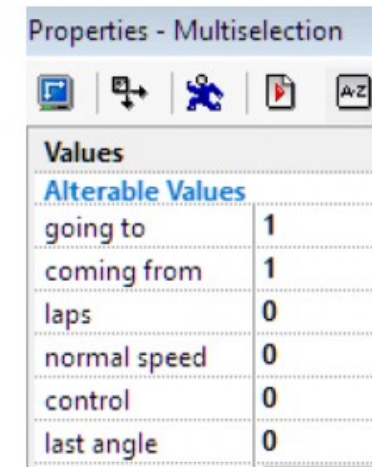 Properties - Multiselection
A-Z
Values
Alterable Values
going to 1
coming from 1
laps 0
normal speed 0
control 0
last angle 0